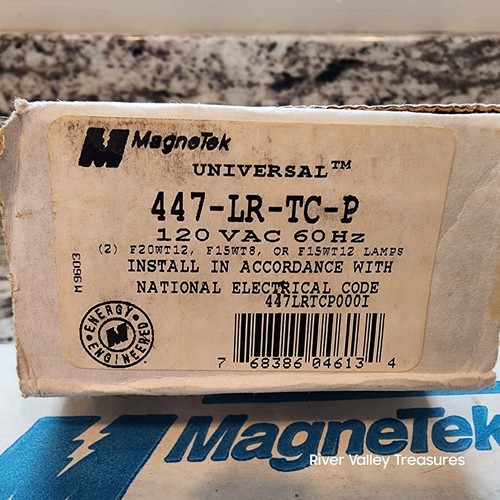 MagneTek
UNIVERSAL™
447-LR-TC-P
120 VAC 60Hz
(2) F20WT12, F15WT8, OR F15WT12 LAMPS
INSTALL IN ACCORDANCE WITH
NATIONAL ELECTRICAL CODE
447LRTCP000I
M9603
ENERGY
ENGINEERED
7 68386 04613 4
MAGNETEK
River Valley Treasures